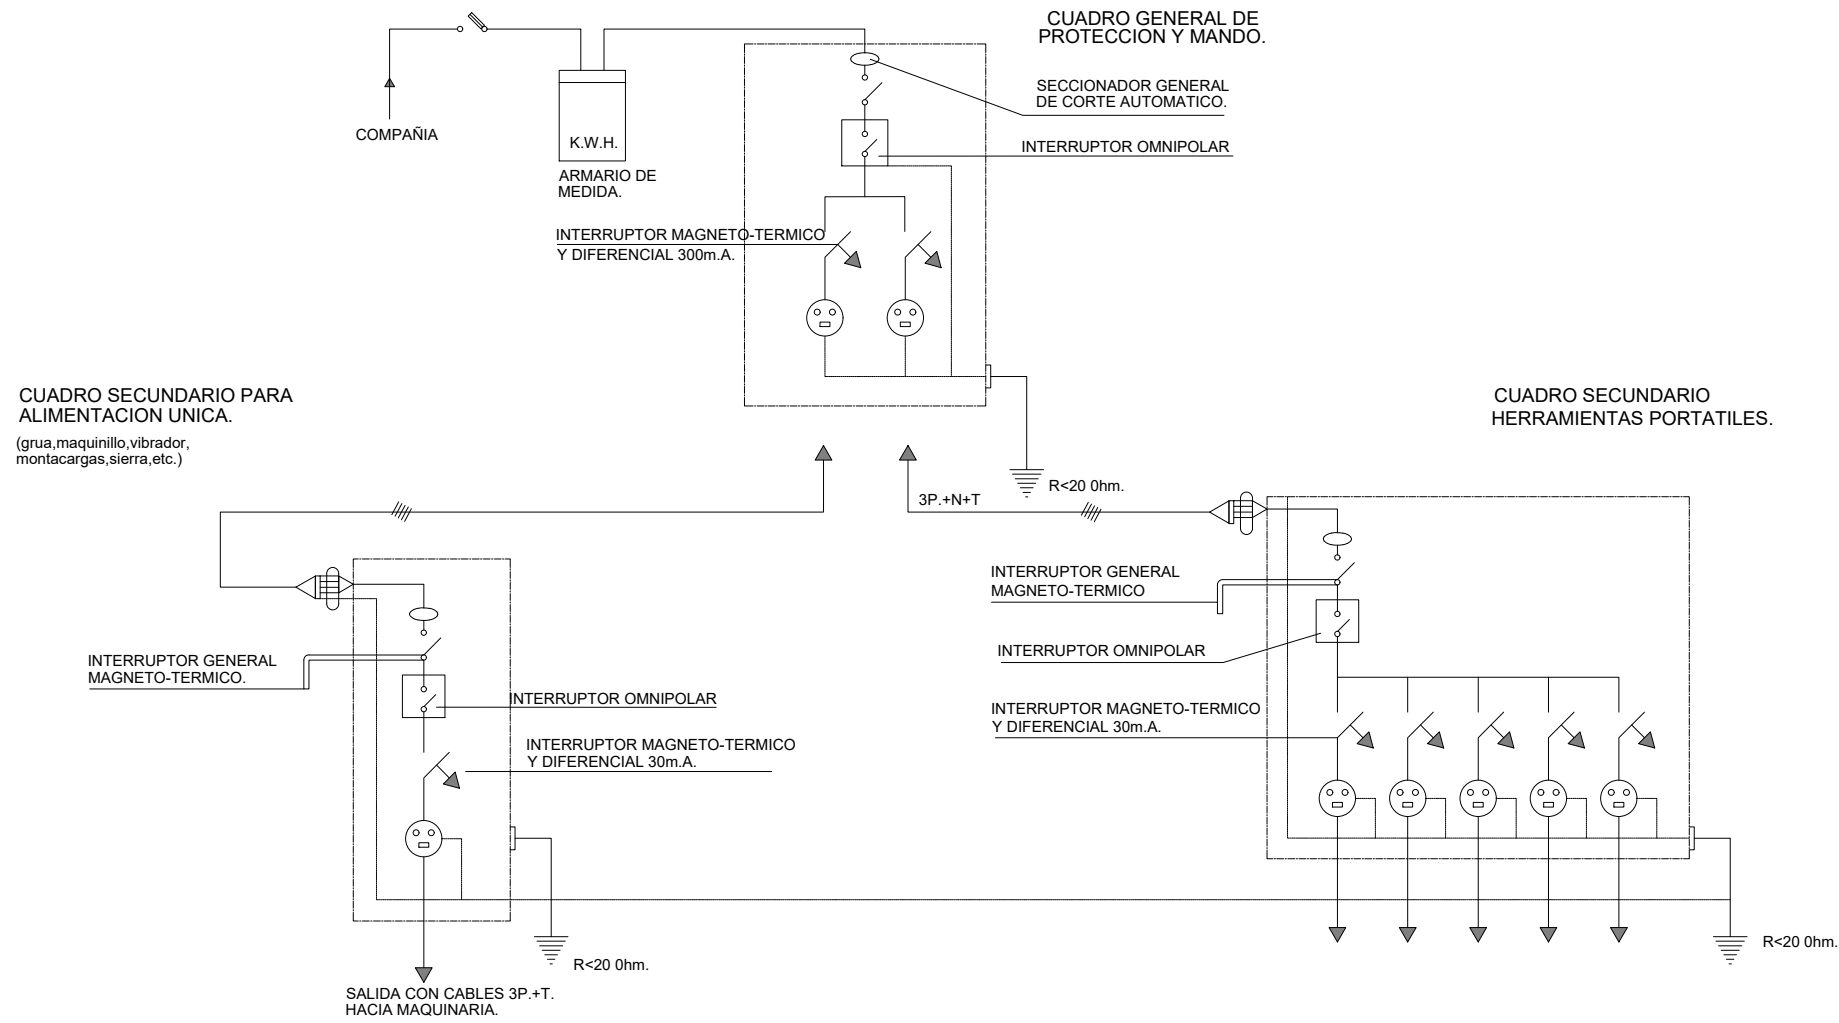 CUADRO GENERAL DE
PROTECCION Y MANDO.
SECCIONADOR GENERAL
DE CORTE AUTOMATICO.
COMPAÑIA
K.W.H.
INTERRUPTOR OMNIPOLAR
ARMARIO DE
MEDIDA.
INTERRUPTOR MAGNETO-TERMICO
Y DIFERENCIAL 300m.A.
CUADRO SECUNDARIO PARA
ALIMENTACION UNICA.
(grua,maquinillo,vibrador,
montacargas,sierra,etc.)
CUADRO SECUNDARIO
HERRAMIENTAS PORTATILES.
R<20 0hm.
3P.+N+T
INTERRUPTOR GENERAL
MAGNETO-TERMICO
INTERRUPTOR OMNIPOLAR
INTERRUPTOR GENERAL
MAGNETO-TERMICO.
INTERRUPTOR OMNIPOLAR
INTERRUPTOR MAGNETO-TERMICO
Y DIFERENCIAL 30m.A.
INTERRUPTOR MAGNETO-TERMICO
Y DIFERENCIAL 30m.A.
R<20 0hm.
R<20 0hm.
SALIDA CON CABLES 3P.+T.
HACIA MAQUINARIA.